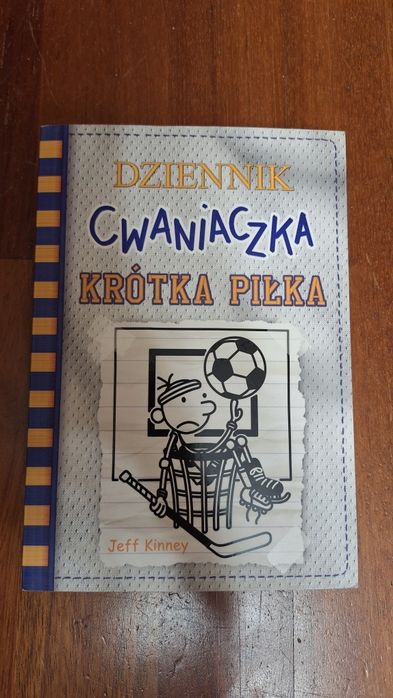 DZIENNIK
CWANIACZKA
KRÓTKA PIŁKA
Jeff Kinney